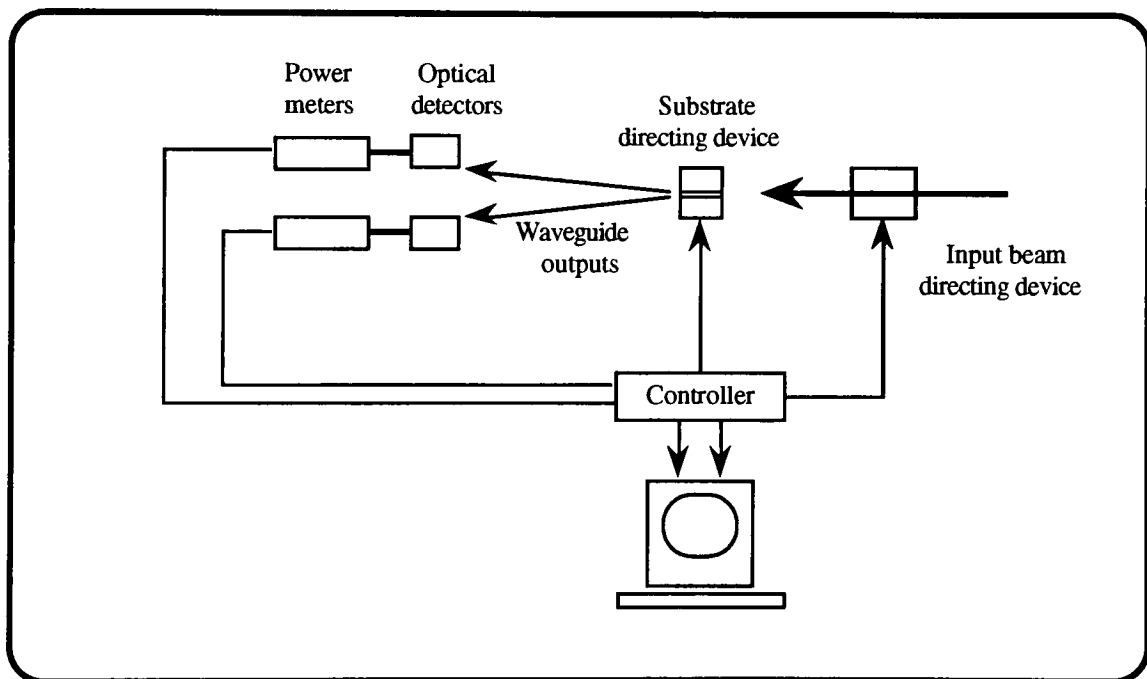 Power
meters
Optical
detectors
Substrate
directing device
Waveguide
outputs
Input beam
directing device
Controller